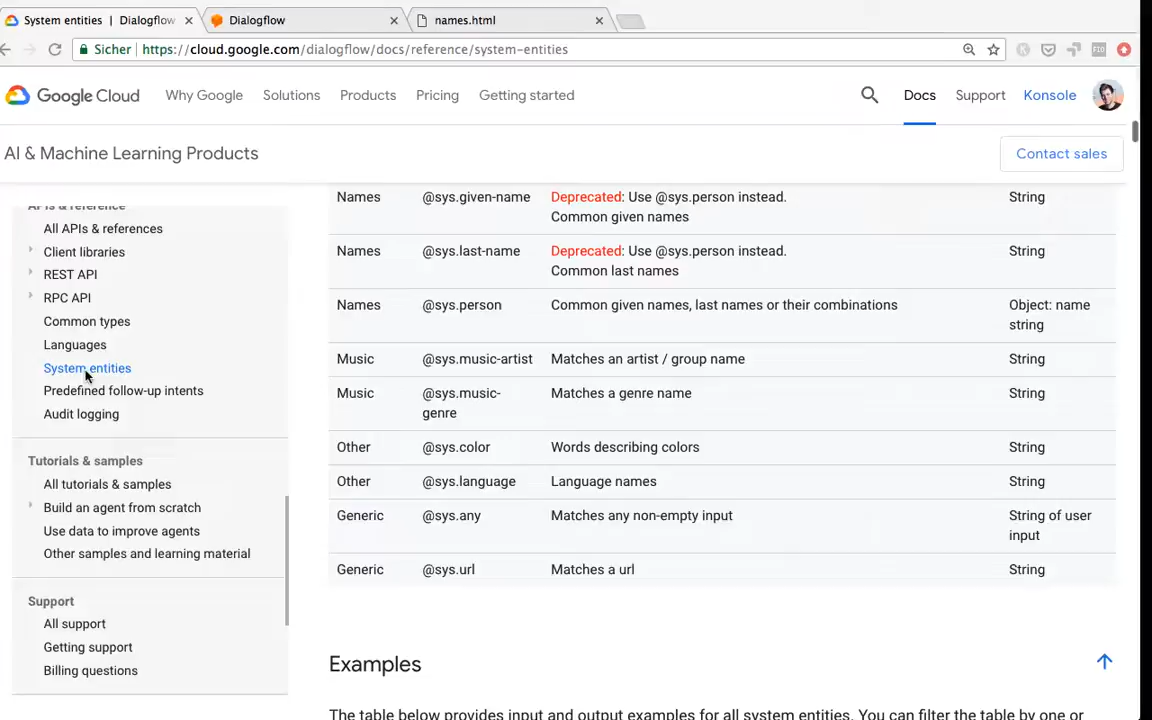 System entities | Dialogflow
Dialogflow
names.html
Sicher https://cloud.google.com/dialogflow/docs/reference/system-entities
Google Cloud Why Google Solutions Products Pricing Getting started Docs Support Konsole
AI & Machine Learning Products
Contact sales
APIs & reference
All APIs & references
Client libraries
REST API
RPC API
Common types
Languages
System entities
Predefined follow-up intents
Audit logging
Tutorials & samples
All tutorials & samples
Build an agent from scratch
Use data to improve agents
Other samples and learning material
Support
All support
Getting support
Billing questions
Names @sys.given-name Deprecated: Use @sys.person instead. String
Common given names
Names @sys.last-name Deprecated: Use @sys.person instead. String
Common last names
Names @sys.person Common given names, last names or their combinations Object: name
string
Music @sys.music-artist Matches an artist / group name String
Music @sys.music- Matches a genre name String
genre
Other @sys.color Words describing colors String
Other @sys.language Language names String
Generic @sys.any Matches any non-empty input String of user
input
Generic @sys.url Matches a url String
Examples
The table below provides input and output examples for all system entities. You can filter the table by one or